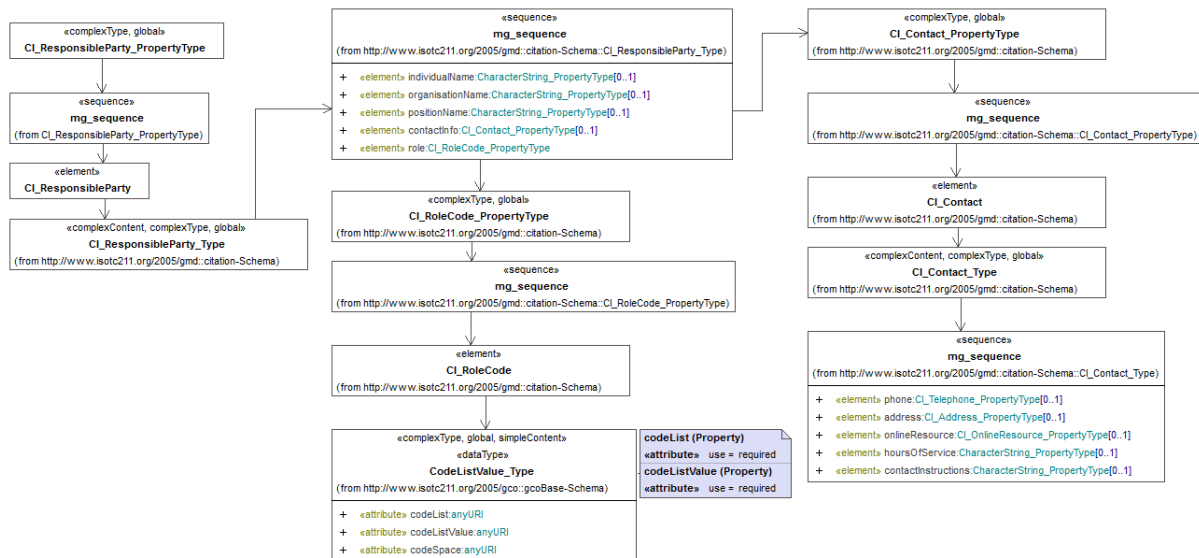 «complexType, global»
CI_ResponsibleParty_PropertyType
«sequence»
mg_sequence
(from CI_ResponsibleParty_PropertyType)
«element»
CI_ResponsibleParty
«complexContent, complexType, global»
CI_ResponsibleParty_Type
(from http://www.isotc211.org/2005/gmd::citation-Schema)
«sequence»
mg_sequence
(from http://www.isotc211.org/2005/gmd::citation-Schema::CI_ResponsibleParty_Type)
+ «element» individualName:CharacterString_PropertyType[0..1]
+ «element» organisationName:CharacterString_PropertyType[0..1]
+ «element» positionName:CharacterString_PropertyType[0..1]
+ «element» contactInfo:CI_Contact_PropertyType[0..1]
+ «element» role:CI_RoleCode_PropertyType
«complexType, global»
CI_RoleCode_PropertyType
(from http://www.isotc211.org/2005/gmd::citation-Schema)
«sequence»
mg_sequence
(from http://www.isotc211.org/2005/gmd::citation-Schema::CI_RoleCode_PropertyType)
«element»
CI_RoleCode
(from http://www.isotc211.org/2005/gmd::citation-Schema)
«complexType, global, simpleContent»
«dataType»
CodeListValue_Type
(from http://www.isotc211.org/2005/gco::gcoBase-Schema)
+ «attribute» codeList:anyURI
+ «attribute» codeListValue:anyURI
+ «attribute» codeSpace:anyURI
codeList (Property)
«attribute» use = required
codeListValue (Property)
«attribute» use = required
«complexType, global»
CI_Contact_PropertyType
(from http://www.isotc211.org/2005/gmd::citation-Schema)
«sequence»
mg_sequence
(from http://www.isotc211.org/2005/gmd::citation-Schema::CI_Contact_PropertyType)
«element»
CI_Contact
(from http://www.isotc211.org/2005/gmd::citation-Schema)
«complexContent, complexType, global»
CI_Contact_Type
(from http://www.isotc211.org/2005/gmd::citation-Schema)
«sequence»
mg_sequence
(from http://www.isotc211.org/2005/gmd::citation-Schema::CI_Contact_Type)
+ «element» phone:CI_Telephone_PropertyType[0..1]
+ «element» address:CI_Address_PropertyType[0..1]
+ «element» onlineResource:CI_OnlineResource_PropertyType[0..1]
+ «element» hoursOfService:CharacterString_PropertyType[0..1]
+ «element» contactInstructions:CharacterString_PropertyType[0..1]